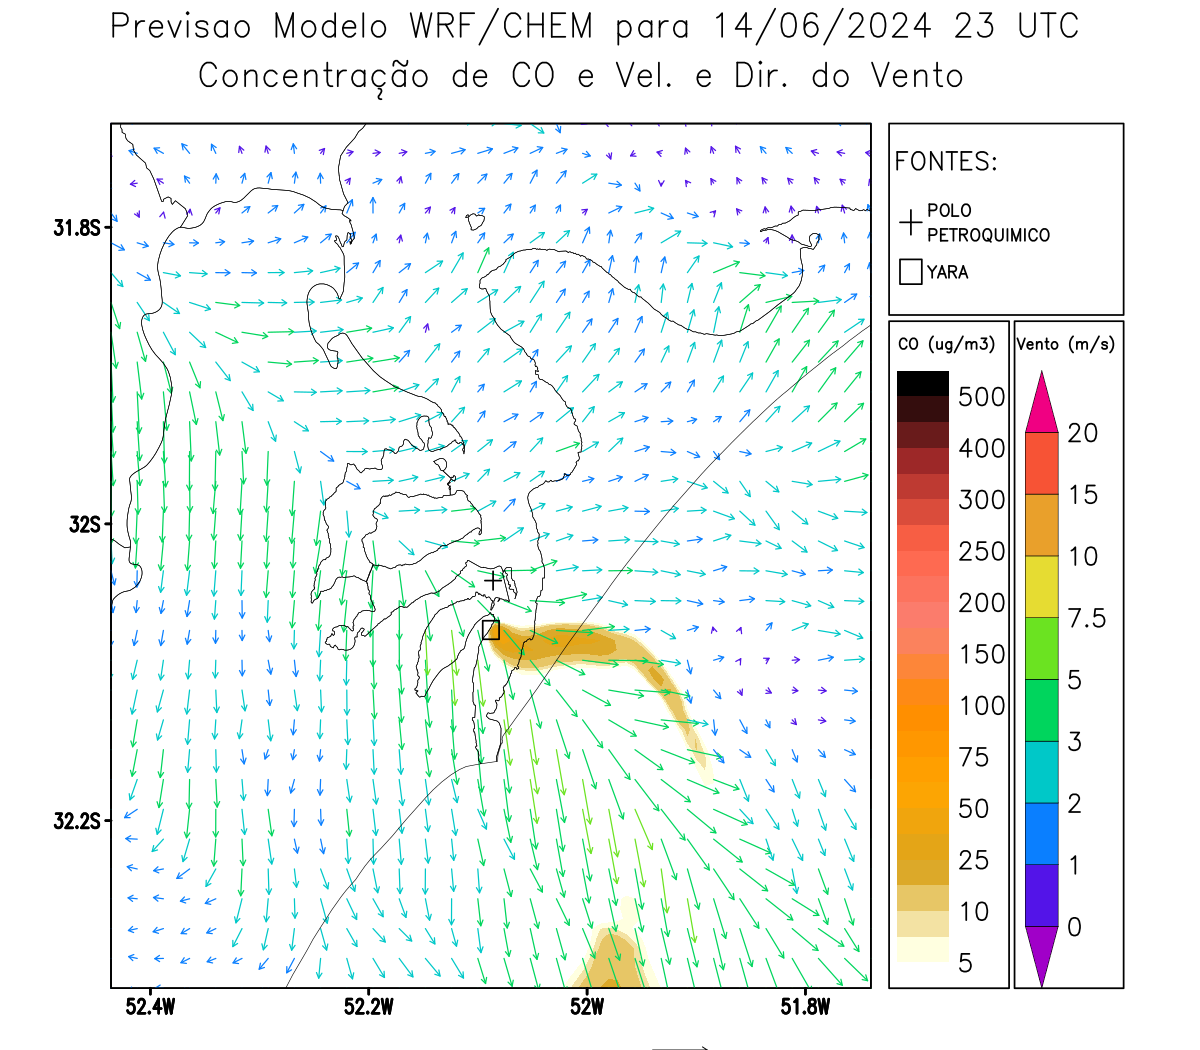 Previsao Modelo WRF/CHEM para 14/06/2024 23 UTC
Concentração de CO e Vel. e Dir. do Vento
FONTES:
POLO
PETROQUIMICO
YARA
CO (ug/m3)
500
400
300
250
200
150
100
75
50
25
10
5
Vento (m/s)
20
15
10
7.5
5
3
2
1
0
31.8S
32S
32.2S
52.4W
52.2W
52W
51.8W